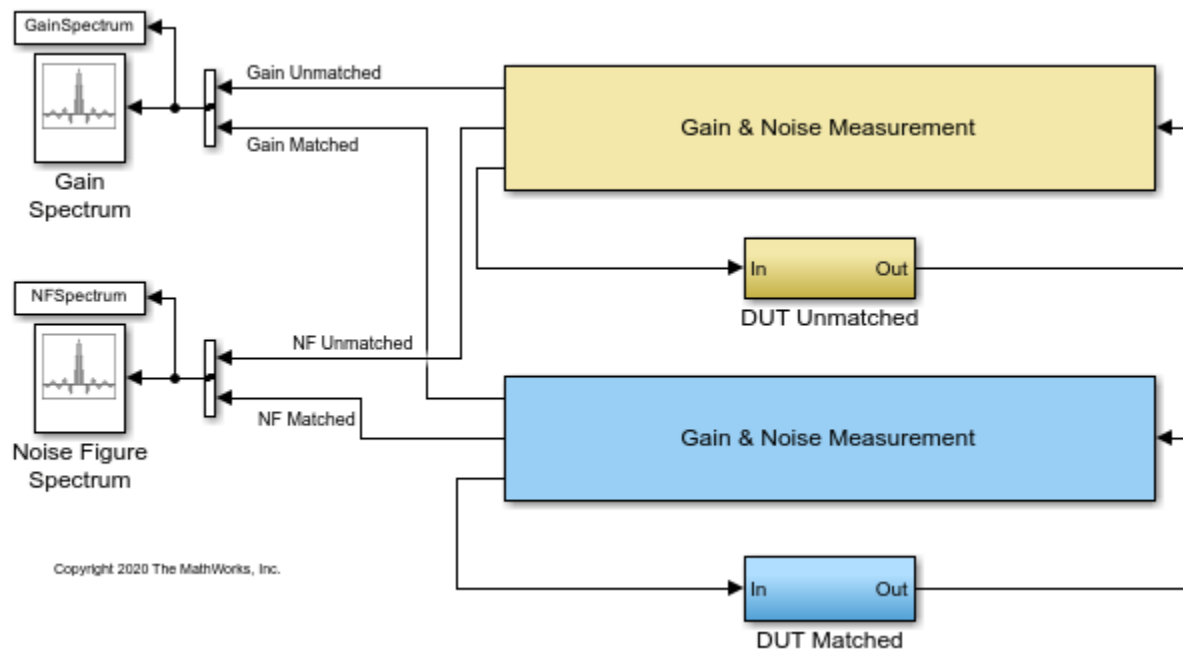 GainSpectrum
Gain Unmatched
Gain & Noise Measurement
Gain Matched
Gain
Spectrum
In
Out
DUT Unmatched
NFSpectrum
NF Unmatched
NF Matched
Gain & Noise Measurement
Noise Figure
Spectrum
Copyright 2020 The MathWorks, Inc.
In
Out
DUT Matched